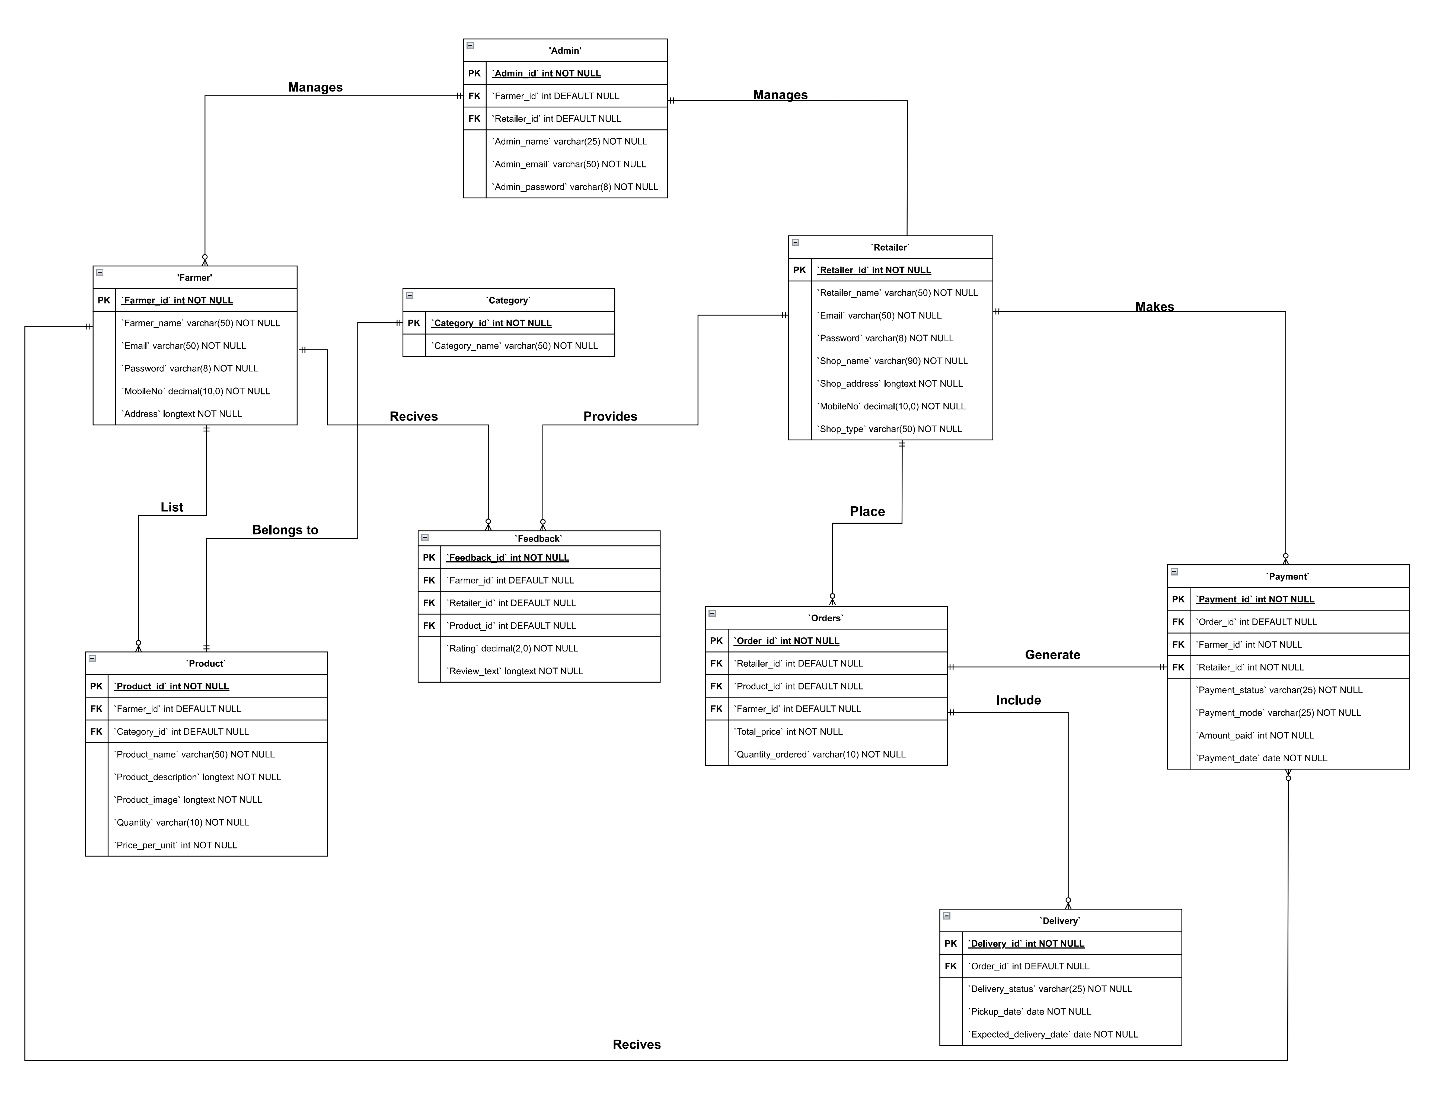 `Admin`
PK `Admin_id` int NOT NULL
FK `Farmer_id` int DEFAULT NULL
FK `Retailer_id` int DEFAULT NULL
`Admin_name` varchar(25) NOT NULL
`Admin_email` varchar(50) NOT NULL
`Admin_password` varchar(8) NOT NULL
Manages
Manages
`Farmer`
PK `Farmer_id` int NOT NULL
`Farmer_name` varchar(50) NOT NULL
`Email` varchar(50) NOT NULL
`Password` varchar(8) NOT NULL
`MobileNo` decimal(10,0) NOT NULL
`Address` longtext NOT NULL
`Category`
PK `Category_id` int NOT NULL
`Category_name` varchar(50) NOT NULL
`Retailer`
PK `Retailer_id` int NOT NULL
`Retailer_name` varchar(50) NOT NULL
`Email` varchar(50) NOT NULL
`Password` varchar(8) NOT NULL
`Shop_name` varchar(90) NOT NULL
`Shop_address` longtext NOT NULL
`MobileNo` decimal(10,0) NOT NULL
`Shop_type` varchar(50) NOT NULL
Makes
Recives
Provides
List
Belongs to
Place
`Feedback`
PK `Feedback_id` int NOT NULL
FK `Farmer_id` int DEFAULT NULL
FK `Retailer_id` int DEFAULT NULL
FK `Product_id` int DEFAULT NULL
`Rating` decimal(2,0) NOT NULL
`Review_text` longtext NOT NULL
`Payment`
PK `Payment_id` int NOT NULL
FK `Order_id` int DEFAULT NULL
FK `Farmer_id` int NOT NULL
FK `Retailer_id` int NOT NULL
`Payment_status` varchar(25) NOT NULL
`Payment_mode` varchar(25) NOT NULL
`Amount_paid` int NOT NULL
`Payment_date` date NOT NULL
`Orders`
PK `Order_id` int NOT NULL
FK `Retailer_id` int DEFAULT NULL
FK `Product_id` int DEFAULT NULL
FK `Farmer_id` int DEFAULT NULL
`Total_price` int NOT NULL
`Quantity_ordered` varchar(10) NOT NULL
Generate
Include
`Product`
PK `Product_id` int NOT NULL
FK `Farmer_id` int DEFAULT NULL
FK `Category_id` int DEFAULT NULL
`Product_name` varchar(50) NOT NULL
`Product_description` longtext NOT NULL
`Product_image` longtext NOT NULL
`Quantity` varchar(10) NOT NULL
`Price_per_unit` int NOT NULL
`Delivery`
PK `Delivery_id` int NOT NULL
FK `Order_id` int DEFAULT NULL
`Delivery_status` varchar(25) NOT NULL
`Pickup_date` date NOT NULL
`Expected_delivery_date` date NOT NULL
Recives